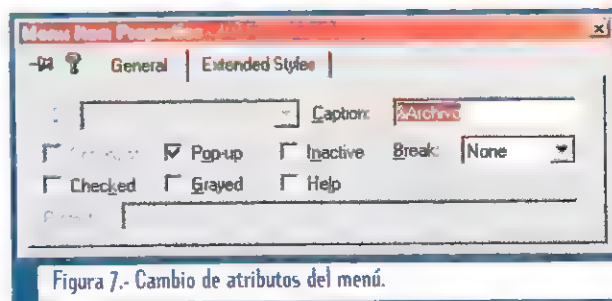 Menu Item Properties
General Extended Styles
Caption: &Archivo
Pop-up Inactive Break: None
Checked Grayed Help
Figura 7.- Cambio de atributos del menú.